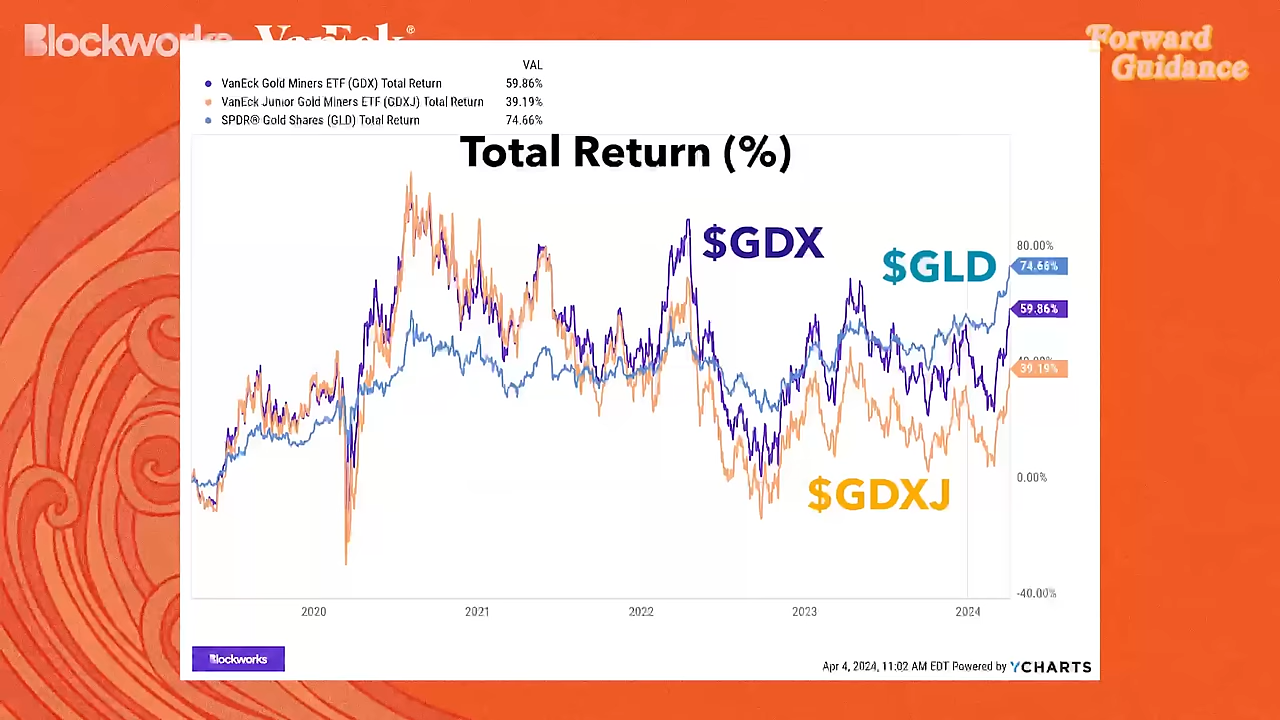 Blockworks VanEck®
Forward
Guidance
VAL
VanEck Gold Miners ETF (GDX) Total Return 59.86%
VanEck Junior Gold Miners ETF (GDXJ) Total Return 39.19%
SPDR® Gold Shares (GLD) Total Return 74.66%
Total Return (%)
$GDX
80.00%
$GLD
74.66%
59.86%
40.00%
39.19%
0.00%
$GDXJ
-40.00%
2020 2021 2022 2023 2024
Blockworks
Apr 4, 2024, 11:02 AM EDT Powered by YCHARTS